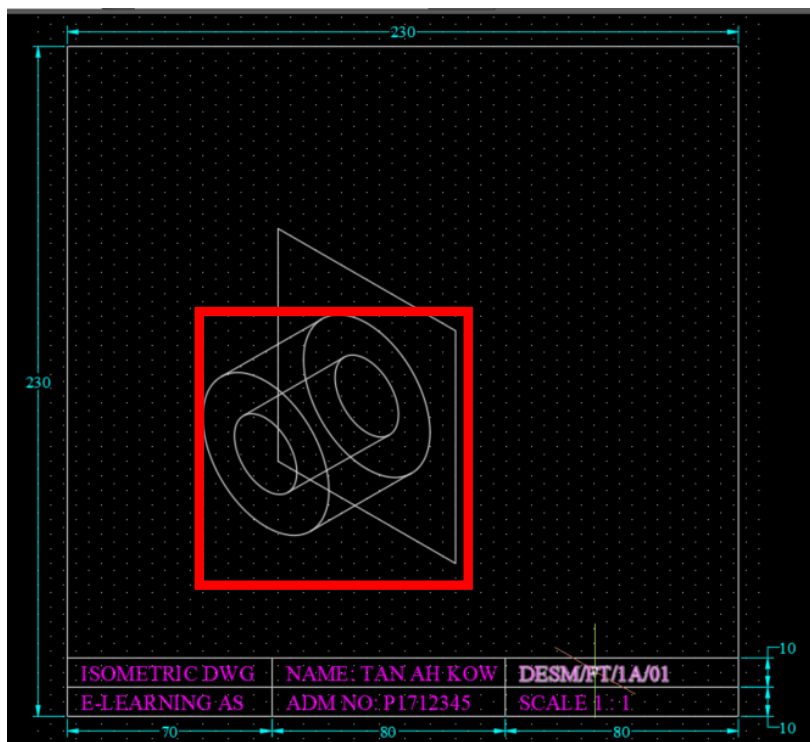 230
230
10
ISOMETRIC DWG NAME: TAN AH KOW DESM/FT/1A/01
E-LEARNING AS ADM NO: P1712345 SCALE 1 : 1
10
70 80 80